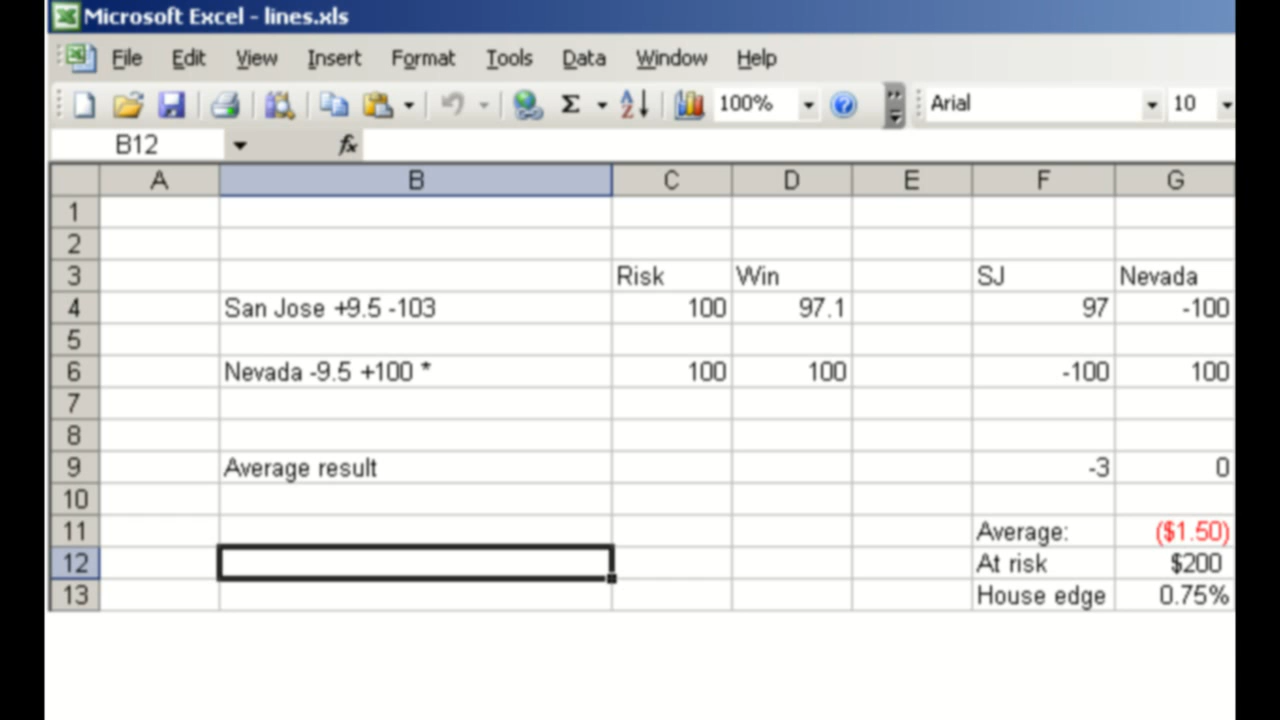 Microsoft Excel - lines.xls
File Edit View Insert Format Tools Data Window Help
Σ A Z 100% ? Arial 10
B12 fx
A B C D E F G
1
2
3 Risk Win SJ Nevada
4 San Jose +9.5 -103 100 97.1 97 -100
5
6 Nevada -9.5 +100 * 100 100 -100 100
7
8
9 Average result -3 0
10
11 Average: ($1.50)
12 At risk $200
13 House edge 0.75%